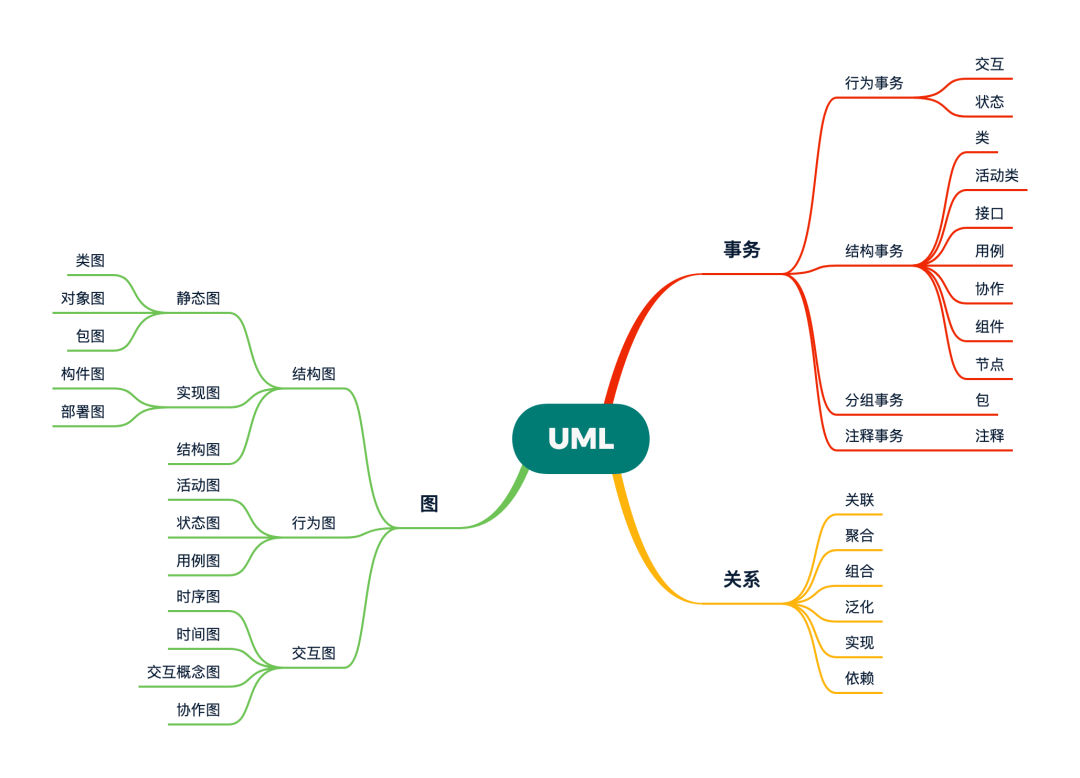 UML
事务
行为事务
交互
状态
结构事务
类
活动类
接口
用例
协作
组件
节点
分组事务
包
注释事务
注释
关系
关联
聚合
组合
泛化
实现
依赖
图
结构图
静态图
类图
对象图
包图
实现图
构件图
部署图
结构图
行为图
活动图
状态图
用例图
交互图
时序图
时间图
交互概念图
协作图